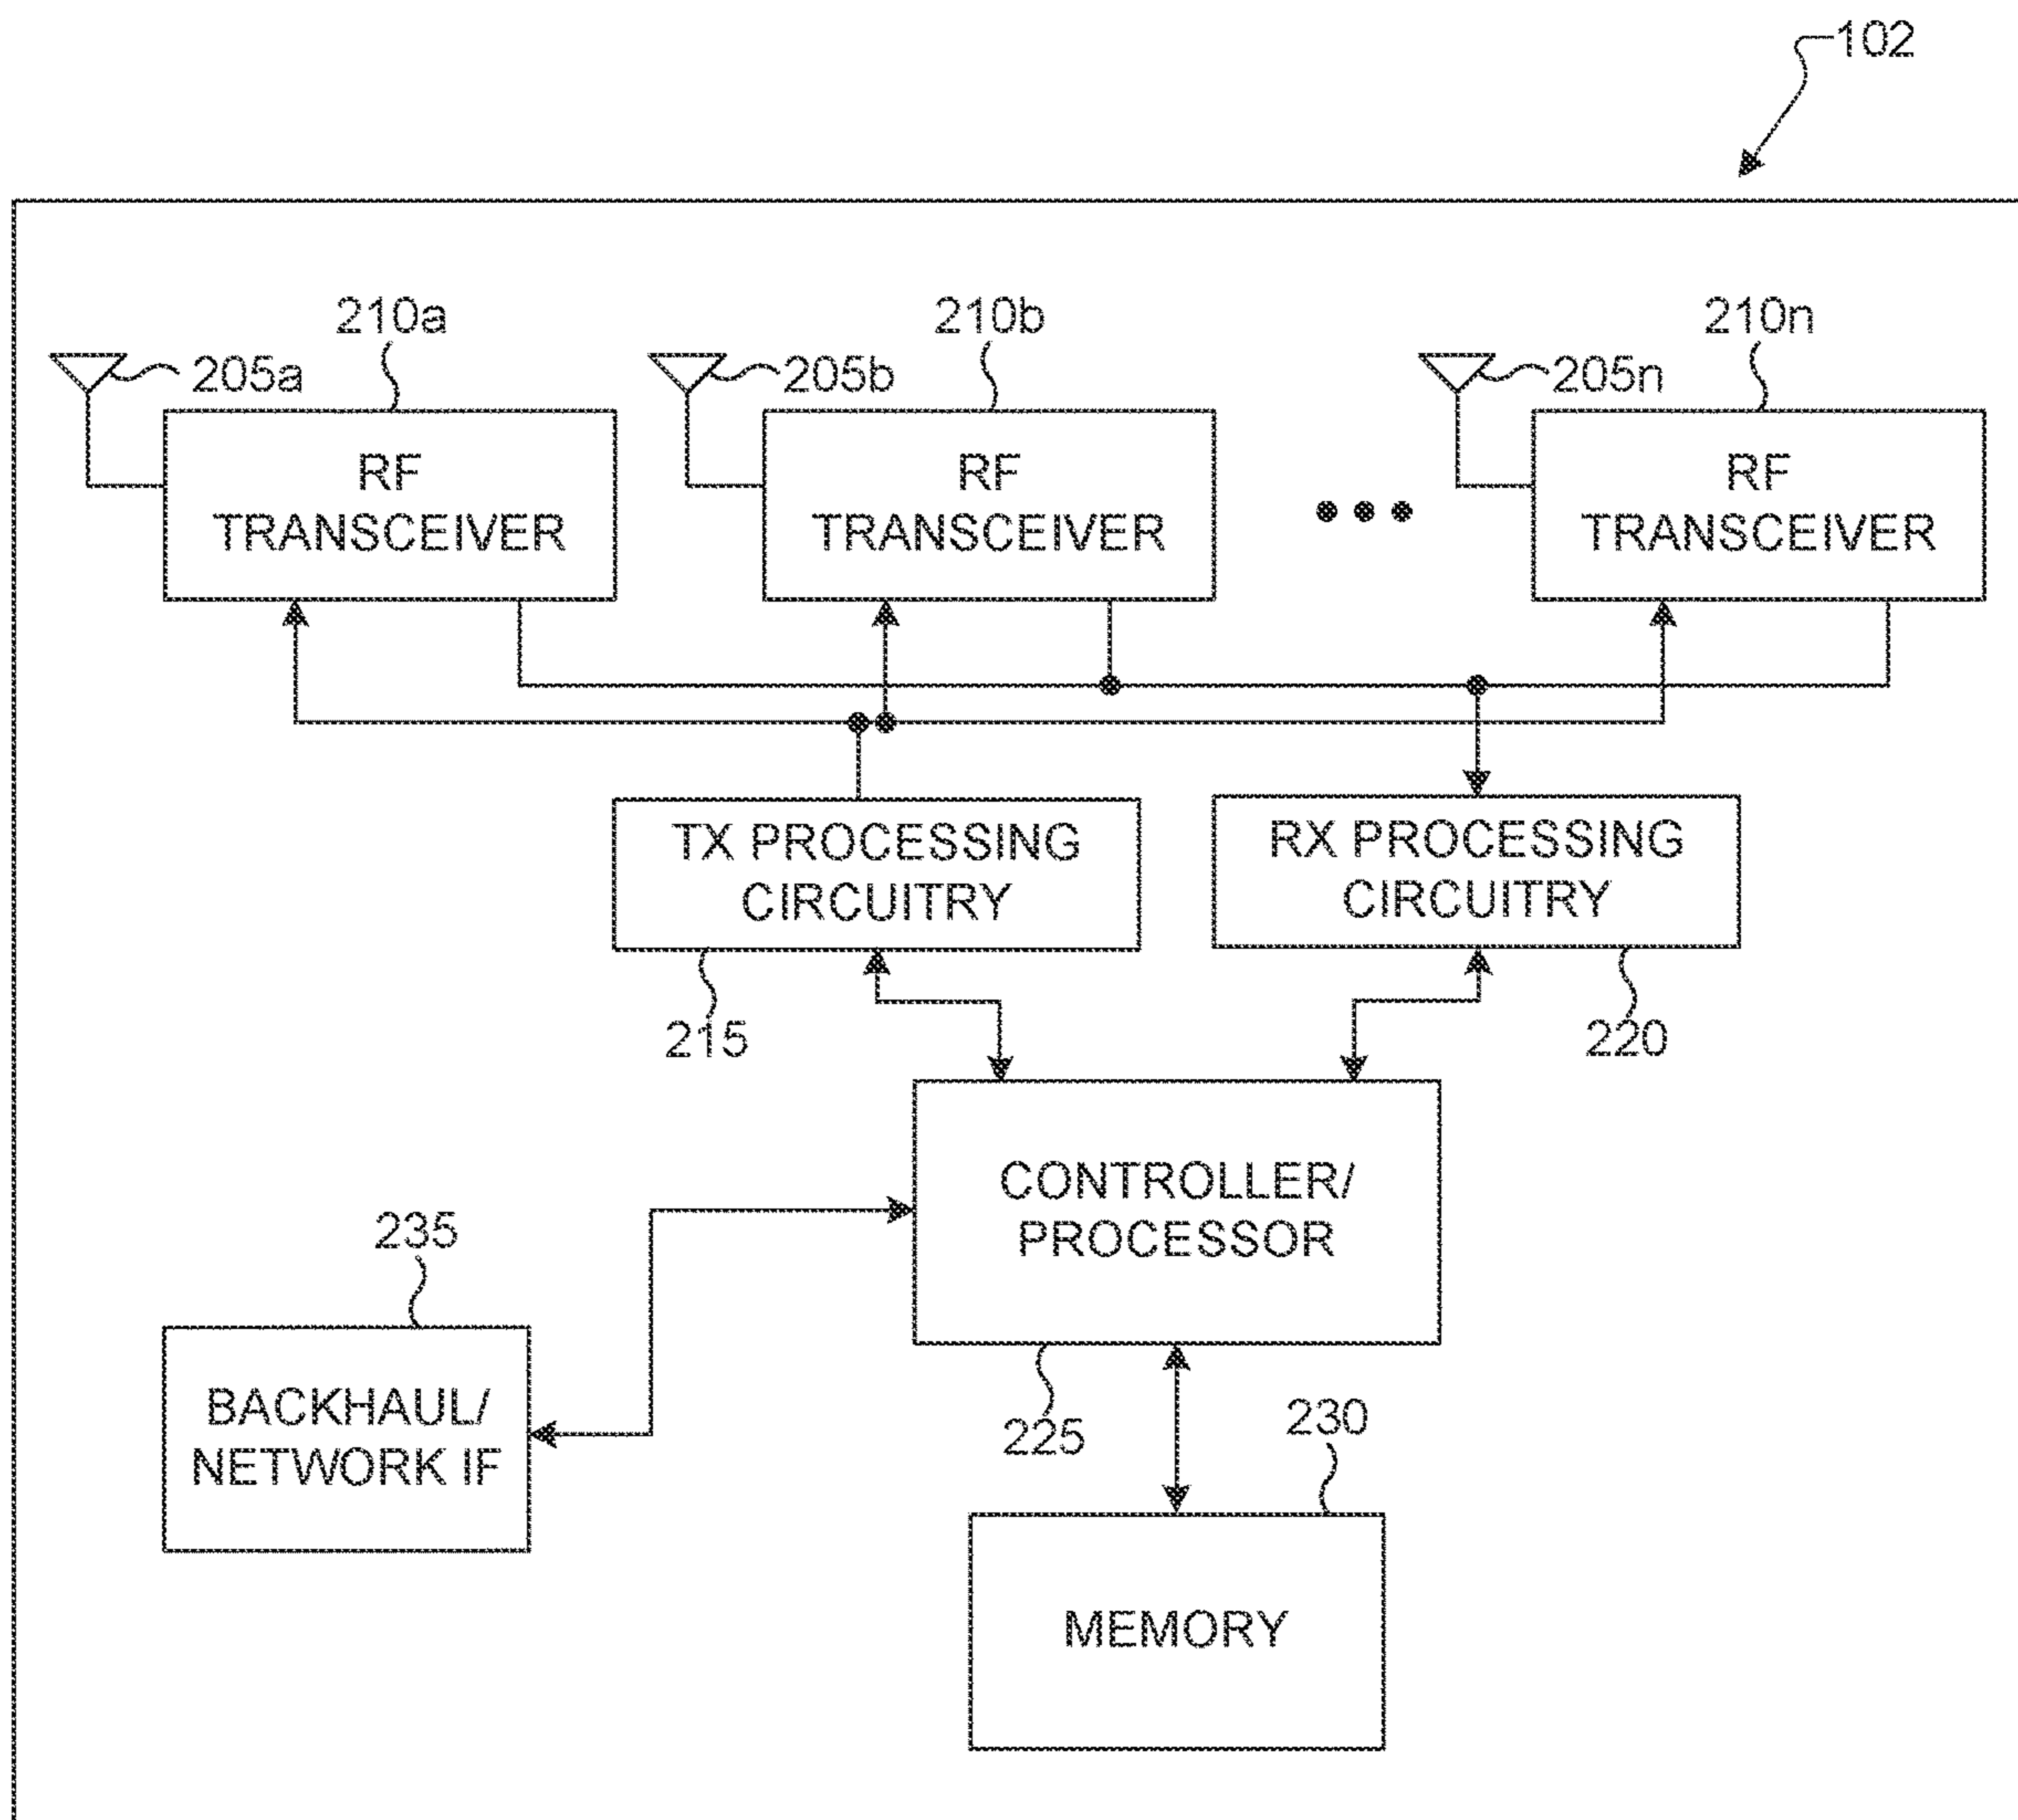 102
210a
210b
210n
205a
205b
205n
RF
TRANSCEIVER
RF
TRANSCEIVER
RF
TRANSCEIVER
TX PROCESSING
CIRCUITRY
RX PROCESSING
CIRCUITRY
215
220
CONTROLLER/
PROCESSOR
235
BACKHAUL/
NETWORK IF
225
230
MEMORY